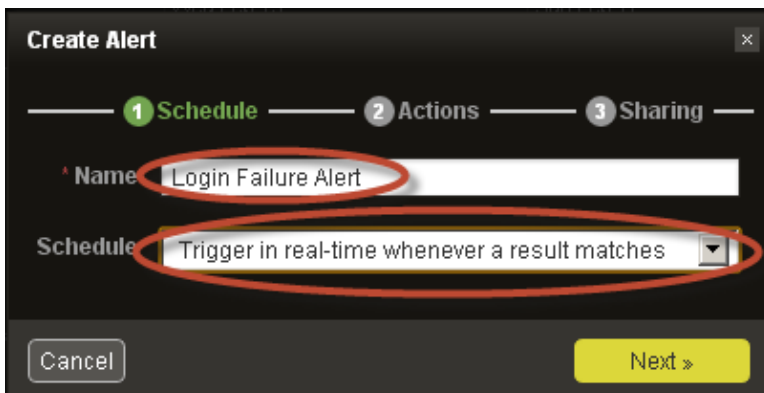 Create Alert
1 Schedule 2 Actions 3 Sharing
* Name Login Failure Alert
Schedule Trigger in real-time whenever a result matches
Cancel Next »